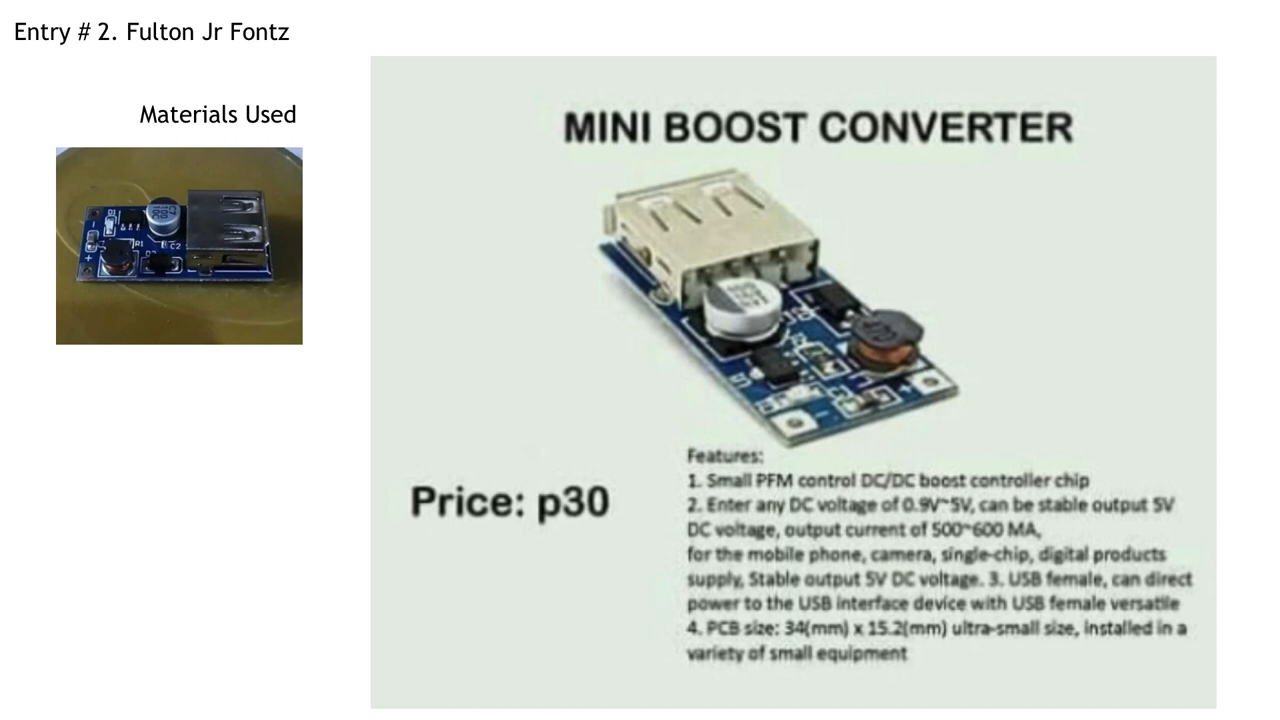 Entry # 2. Fulton Jr Fontz
Materials Used
MINI BOOST CONVERTER
Price: p30
Features:
1. Small PFM control DC/DC boost controller chip
2. Enter any DC voltage of 0.9V~5V, can be stable output 5V
DC voltage, output current of 500~600 MA,
for the mobile phone, camera, single-chip, digital products
supply, Stable output 5V DC voltage. 3. USB female, can direct
power to the USB interface device with USB female versatile
4. PCB size: 34(mm) x 15.2(mm) ultra-small size, installed in a
variety of small equipment